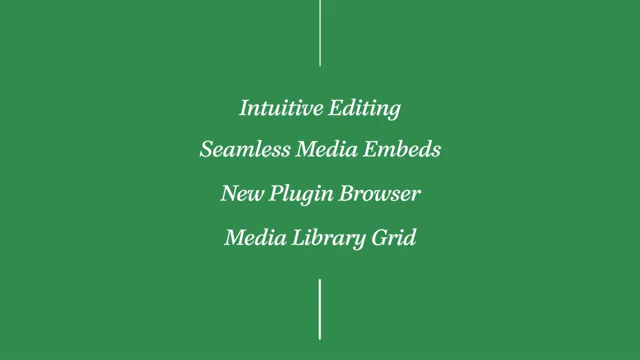 Intuitive Editing
Seamless Media Embeds
New Plugin Browser
Media Library Grid